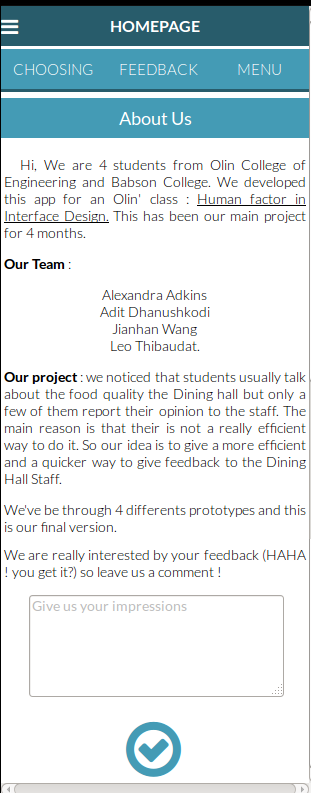 HOMEPAGE
CHOOSING FEEDBACK MENU
About Us
Hi, We are 4 students from Olin College of
Engineering and Babson College. We developed
this app for an Olin' class : Human factor in
Interface Design. This has been our main project
for 4 months.
Our Team :
Alexandra Adkins
Adit Dhanushkodi
Jianhan Wang
Leo Thibaudat.
Our project : we noticed that students usually talk
about the food quality the Dining hall but only a
few of them report their opinion to the staff. The
main reason is that their is not a really efficient
way to do it. So our idea is to give a more efficient
and a quicker way to give feedback to the Dining
Hall Staff.
We've be through 4 differents prototypes and this
is our final version.
We are really interested by your feedback (HAHA
! you get it?) so leave us a comment !
Give us your impressions